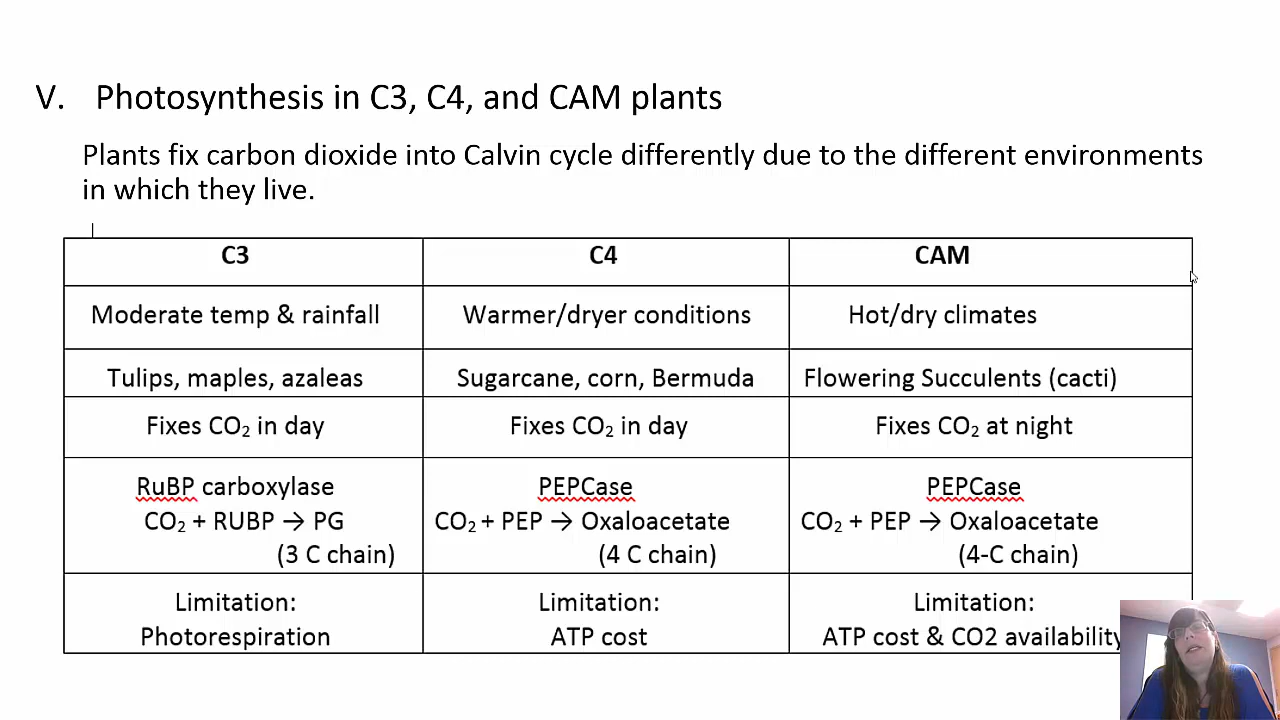 V. Photosynthesis in C3, C4, and CAM plants
Plants fix carbon dioxide into Calvin cycle differently due to the different environments
in which they live.
C3 C4 CAM
Moderate temp & rainfall Warmer/dryer conditions Hot/dry climates
Tulips, maples, azaleas Sugarcane, corn, Bermuda Flowering Succulents (cacti)
Fixes CO₂ in day Fixes CO₂ in day Fixes CO₂ at night
RuBP carboxylase PEPCase PEPCase
CO₂ + RUBP → PG CO₂ + PEP → Oxaloacetate CO₂ + PEP → Oxaloacetate
(3 C chain) (4 C chain) (4-C chain)
Limitation: Limitation: Limitation:
Photorespiration ATP cost ATP cost & CO2 availability